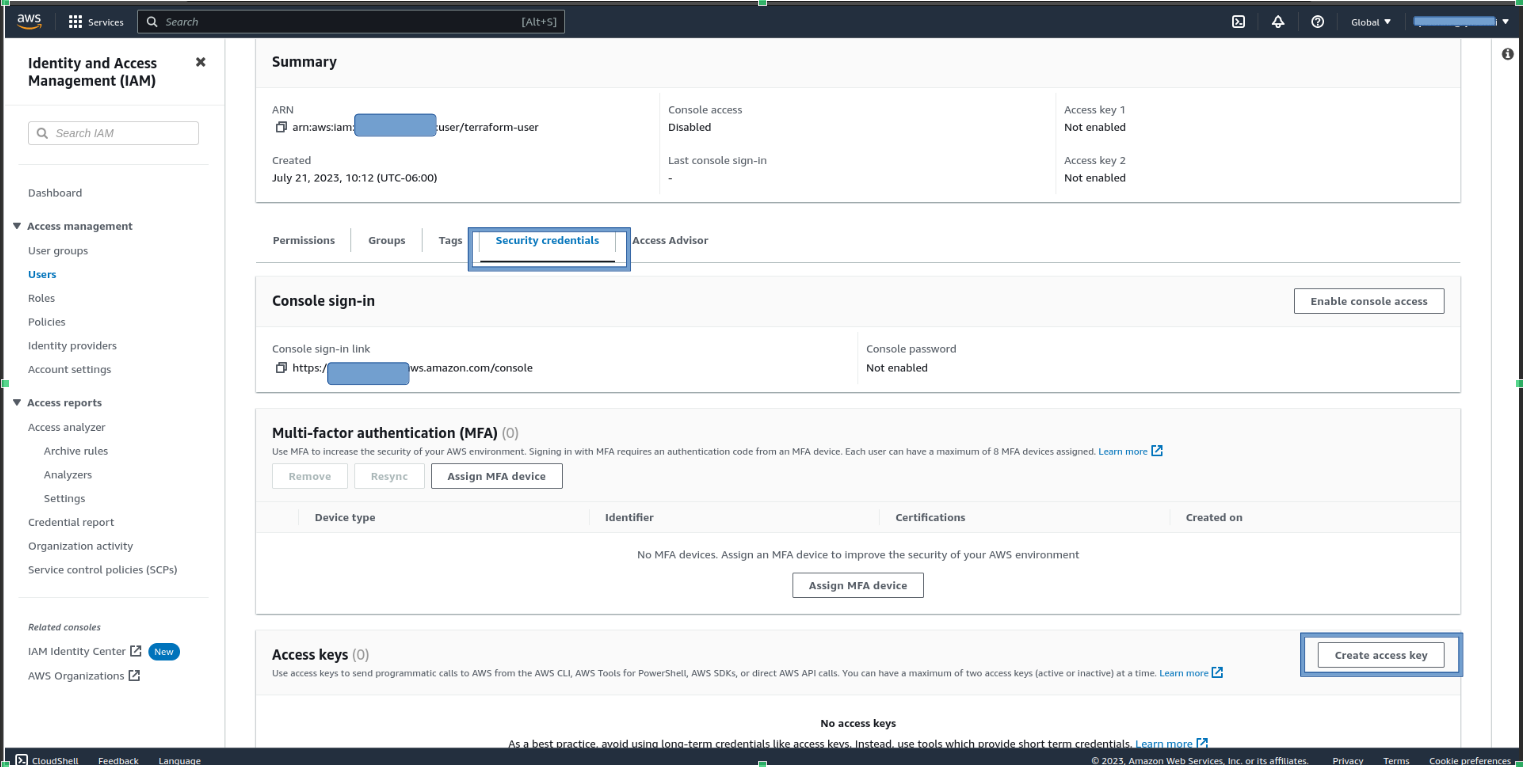 aws
Services
Search
[Alt+S]
Global
Identity and Access
Management (IAM)
Search IAM
Dashboard
Access management
User groups
Users
Roles
Policies
Identity providers
Account settings
Access reports
Access analyzer
Archive rules
Analyzers
Settings
Credential report
Organization activity
Service control policies (SCPs)
Related consoles
IAM Identity Center New
AWS Organizations
Summary
ARN
arn:aws:iam: :user/terraform-user
Created
July 21, 2023, 10:12 (UTC-06:00)
Console access
Disabled
Last console sign-in
-
Access key 1
Not enabled
Access key 2
Not enabled
Permissions
Groups
Tags
Security credentials
Access Advisor
Console sign-in
Enable console access
Console sign-in link
https:/ ws.amazon.com/console
Console password
Not enabled
Multi-factor authentication (MFA) (0)
Use MFA to increase the security of your AWS environment. Signing in with MFA requires an authentication code from an MFA device. Each user can have a maximum of 8 MFA devices assigned. Learn more
Remove
Resync
Assign MFA device
Device type
Identifier
Certifications
Created on
No MFA devices. Assign an MFA device to improve the security of your AWS environment
Assign MFA device
Access keys (0)
Create access key
Use access keys to send programmatic calls to AWS from the AWS CLI, AWS Tools for PowerShell, AWS SDKs, or direct AWS API calls. You can have a maximum of two access keys (active or inactive) at a time. Learn more
No access keys
As a best practice, avoid using long-term credentials like access keys. Instead, use tools which provide short term credentials. Learn more
CloudShell
Feedback
Language
© 2023, Amazon Web Services, Inc. or its affiliates.
Privacy
Terms
Cookie preferences